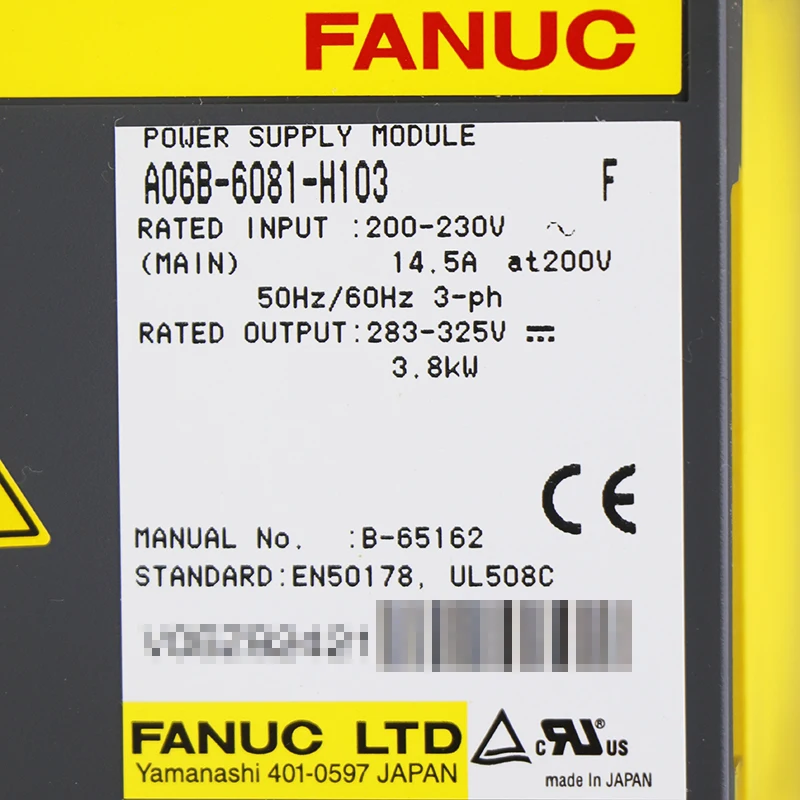 FANUC
POWER SUPPLY MODULE
A06B-6081-H103 F
RATED INPUT :200-230V
(MAIN) 14.5A at200V
50Hz/60Hz 3-ph
RATED OUTPUT:283-325V
3.8kW
CE
MANUAL No. :B-65162
STANDARD:EN50178, UL508C
FANUC LTD
Yamanashi 401-0597 JAPAN
c RU ® US
made In JAPAN